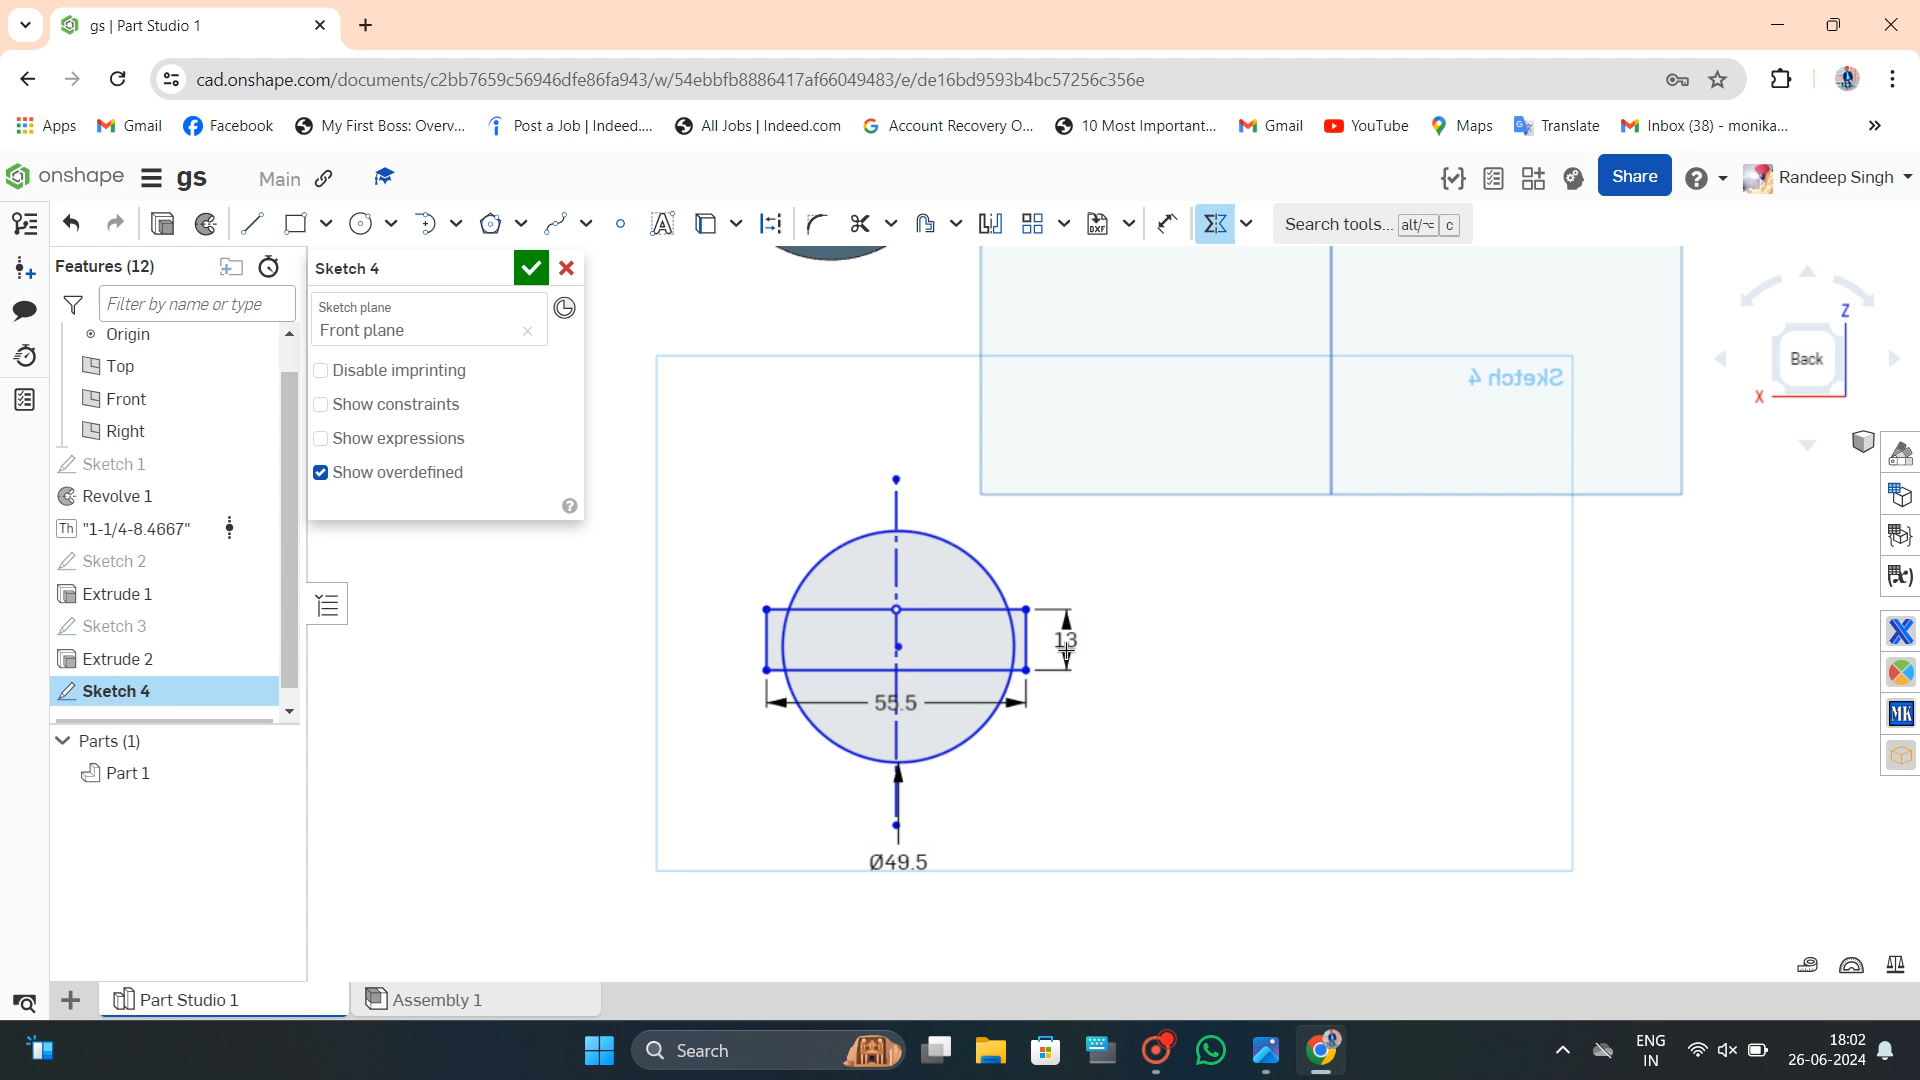 gs | Part Studio 1
cad.onshape.com/documents/c2bb7659c56946dfe86fa943/w/54ebbfb8886417af66049483/e/de16bd9593b4bc57256c356e
Apps Gmail Facebook My First Boss: Overv... Post a Job | Indeed.... All Jobs | Indeed.com Account Recovery O... 10 Most Important... Gmail YouTube Maps Translate Inbox (38) - monika...
onshape gs Main Share Randeep Singh
Search tools... alt/⌥ c
Features (12)
Filter by name or type
Origin
Top
Front
Right
Sketch 1
Revolve 1
Th "1-1/4-8.4667"
Sketch 2
Extrude 1
Sketch 3
Extrude 2
Sketch 4
Parts (1)
Part 1
Sketch 4
Sketch plane
Front plane
Disable imprinting
Show constraints
Show expressions
Show overdefined
Sketch 4
13
55.5
Ø49.5
Z
Back
X
MK
Part Studio 1 Assembly 1
Search
ENG
IN
18:02
26-06-2024